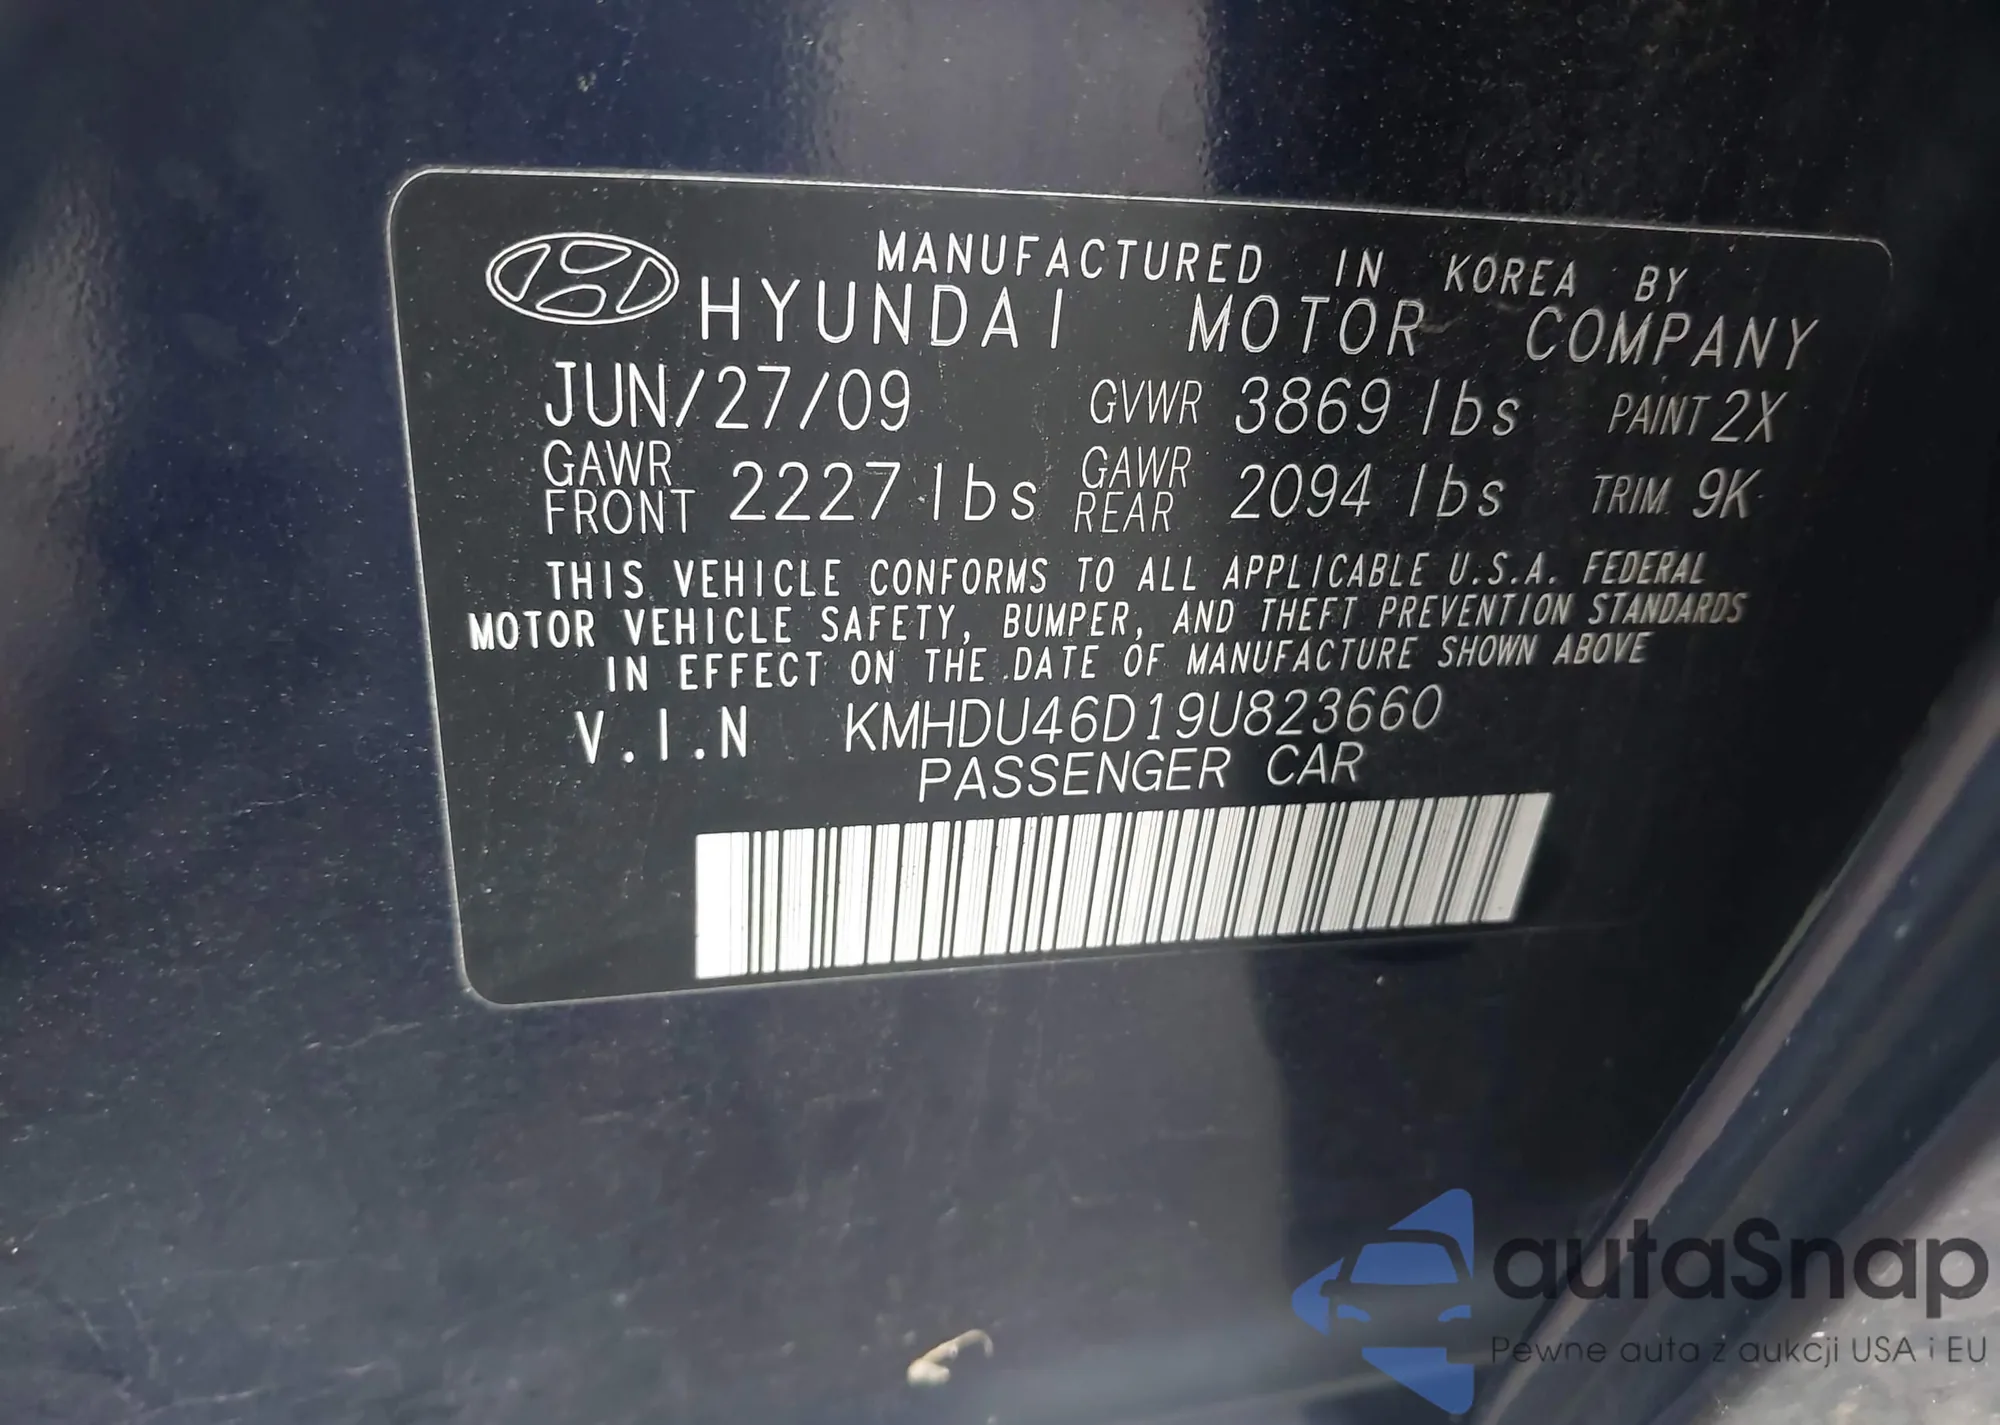 MANUFACTURED IN KOREA BY
HYUNDAI MOTOR COMPANY
JUN/27/09 GVWR 3869 lbs PAINT 2X
GAWR FRONT 2227 lbs GAWR REAR 2094 lbs TRIM 9K
THIS VEHICLE CONFORMS TO ALL APPLICABLE U.S.A. FEDERAL
MOTOR VEHICLE SAFETY, BUMPER, AND THEFT PREVENTION STANDARDS
IN EFFECT ON THE DATE OF MANUFACTURE SHOWN ABOVE
V.I.N KMHDU46D19U823660
PASSENGER CAR
autaSnap
Pewne auta z aukcji USA i EU